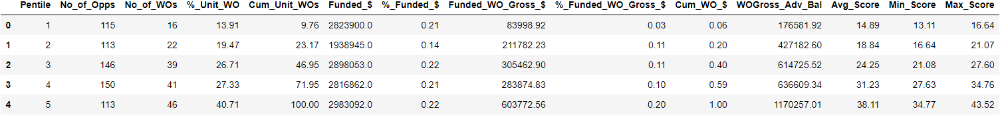 Pentile No_of_Opps No_of_WOs %_Unit_WO Cum_Unit_WOs Funded_$ %_Funded_$ Funded_WO_Gross_$ %_Funded_WO_Gross_$ Cum_WO_$ WOGross_Adv_Bal Avg_Score Min_Score Max_Score
0 1 115 16 13.91 9.76 2823900.0 0.21 83998.92 0.03 0.06 176581.92 14.89 13.11 16.64
1 2 113 22 19.47 23.17 1938945.0 0.14 211782.23 0.11 0.20 427182.60 18.84 16.64 21.07
2 3 146 39 26.71 46.95 2898053.0 0.22 305462.90 0.11 0.40 614725.52 24.25 21.08 27.60
3 4 150 41 27.33 71.95 2816862.0 0.21 283874.83 0.10 0.59 636609.34 31.23 27.63 34.76
4 5 113 46 40.71 100.00 2983092.0 0.22 603772.56 0.20 1.00 1170257.01 38.11 34.77 43.52